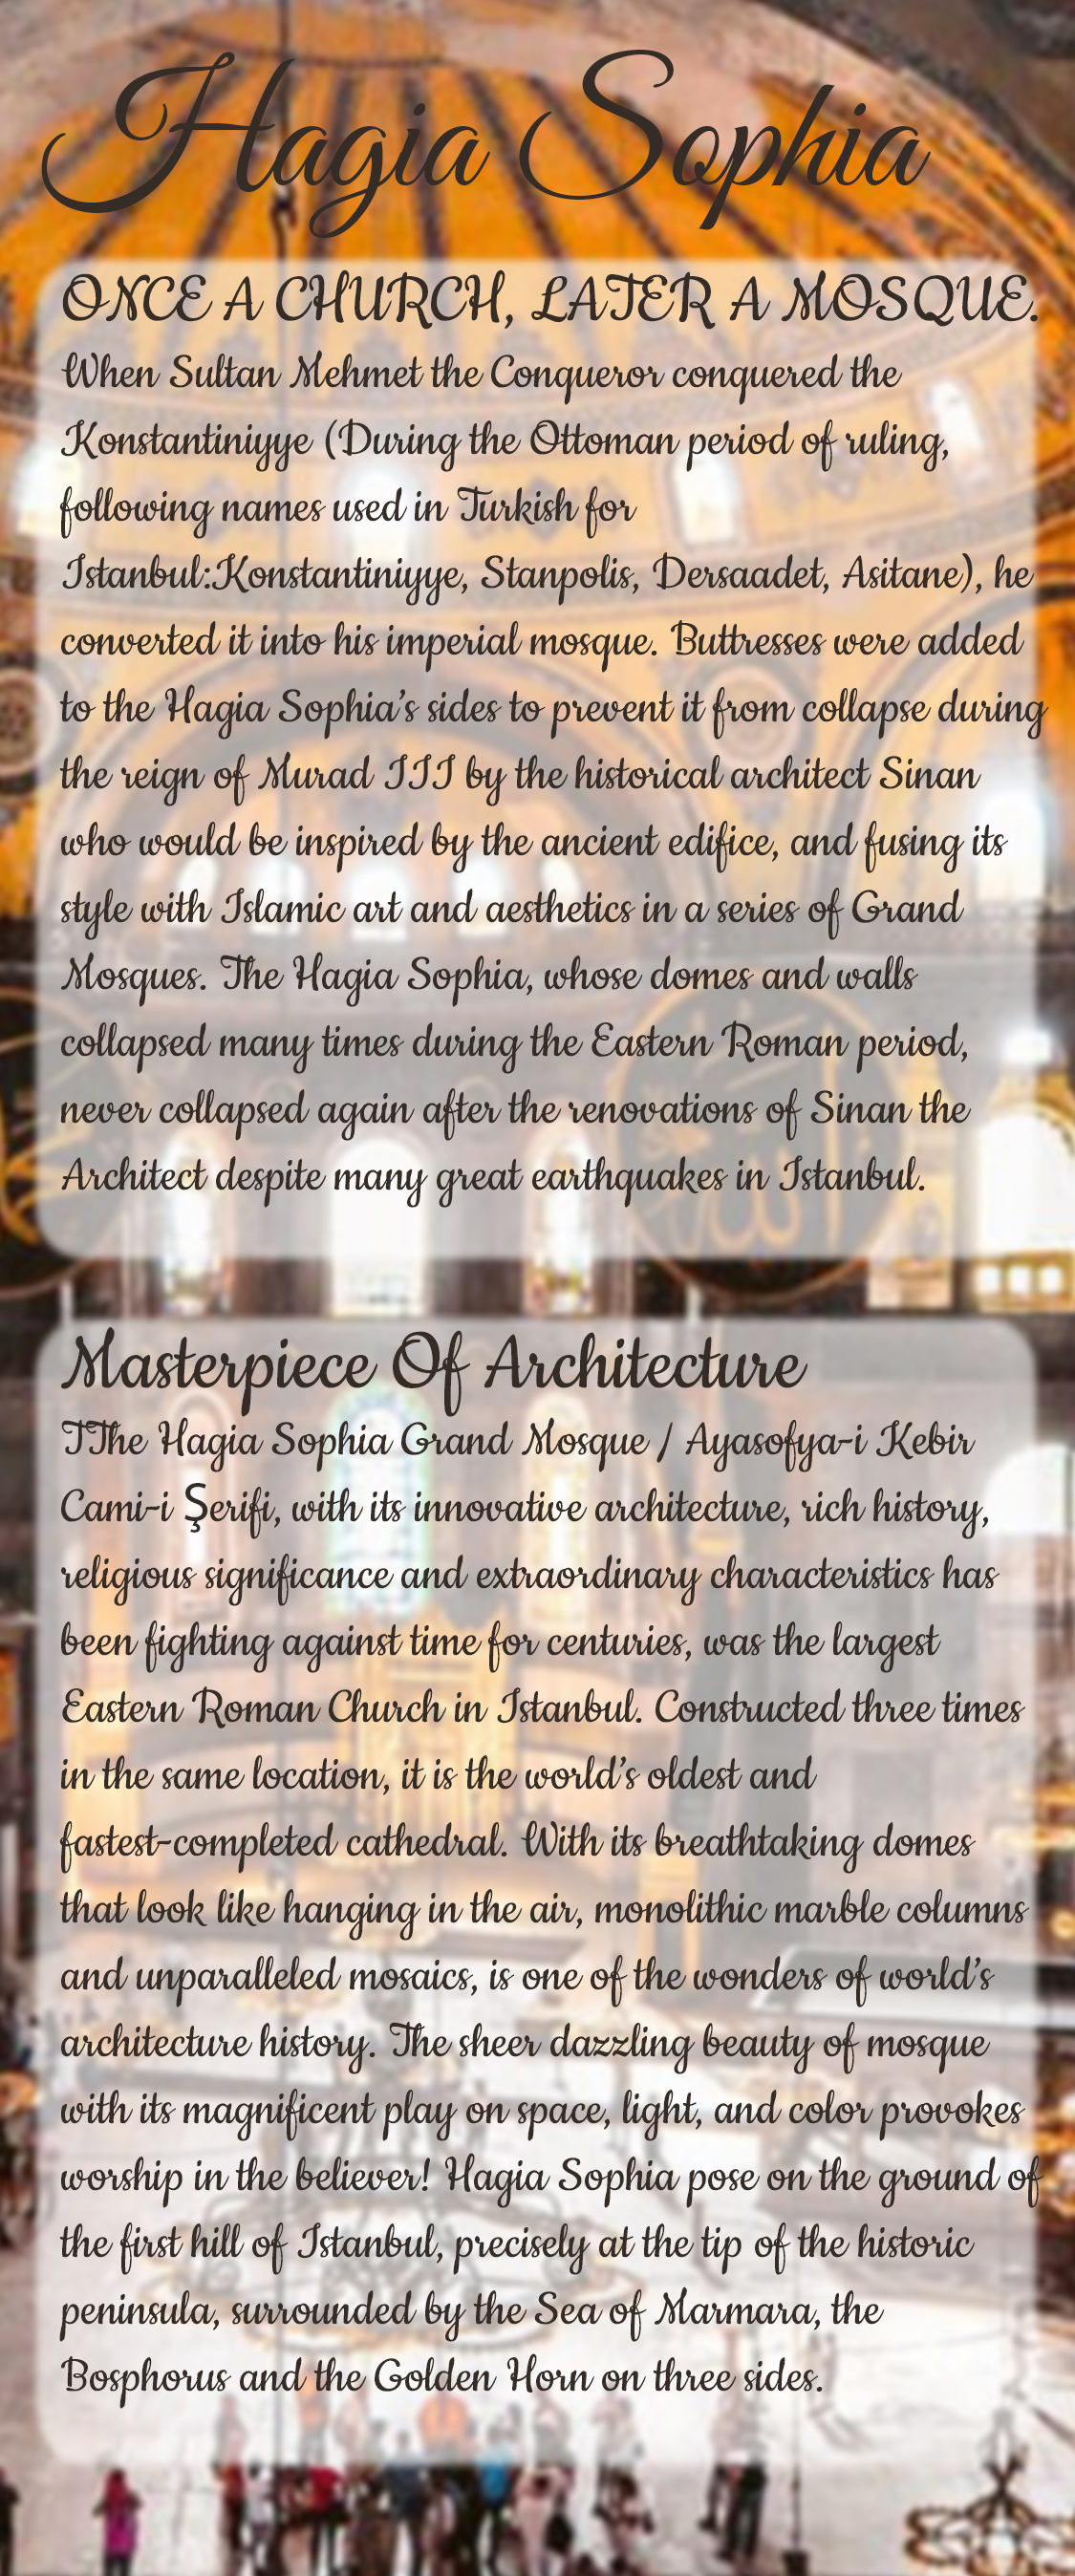 Hagia Sophia
ONCE A CHURCH, LATER A MOSQUE.
When Sultan Mehmet the Conqueror conquered the
Konstantiniyye (During the Ottoman period of ruling,
following names used in Turkish for
Istanbul:Konstantiniyye, Stanpolis, Dersaadet, Asitane), he
converted it into his imperial mosque. Buttresses were added
to the Hagia Sophia’s sides to prevent it from collapse during
the reign of Murad III by the historical architect Sinan
who would be inspired by the ancient edifice, and fusing its
style with Islamic art and aesthetics in a series of Grand
Mosques. The Hagia Sophia, whose domes and walls
collapsed many times during the Eastern Roman period,
never collapsed again after the renovations of Sinan the
Architect despite many great earthquakes in Istanbul.
Masterpiece Of Architecture
TThe Hagia Sophia Grand Mosque / Ayasofya-i Kebir
Cami-i Şerifi, with its innovative architecture, rich history,
religious significance and extraordinary characteristics has
been fighting against time for centuries, was the largest
Eastern Roman Church in Istanbul. Constructed three times
in the same location, it is the world’s oldest and
fastest-completed cathedral. With its breathtaking domes
that look like hanging in the air, monolithic marble columns
and unparalleled mosaics, is one of the wonders of world’s
architecture history. The sheer dazzling beauty of mosque
with its magnificent play on space, light, and color provokes
worship in the believer! Hagia Sophia pose on the ground of
the first hill of Istanbul, precisely at the tip of the historic
peninsula, surrounded by the Sea of Marmara, the
Bosphorus and the Golden Horn on three sides.